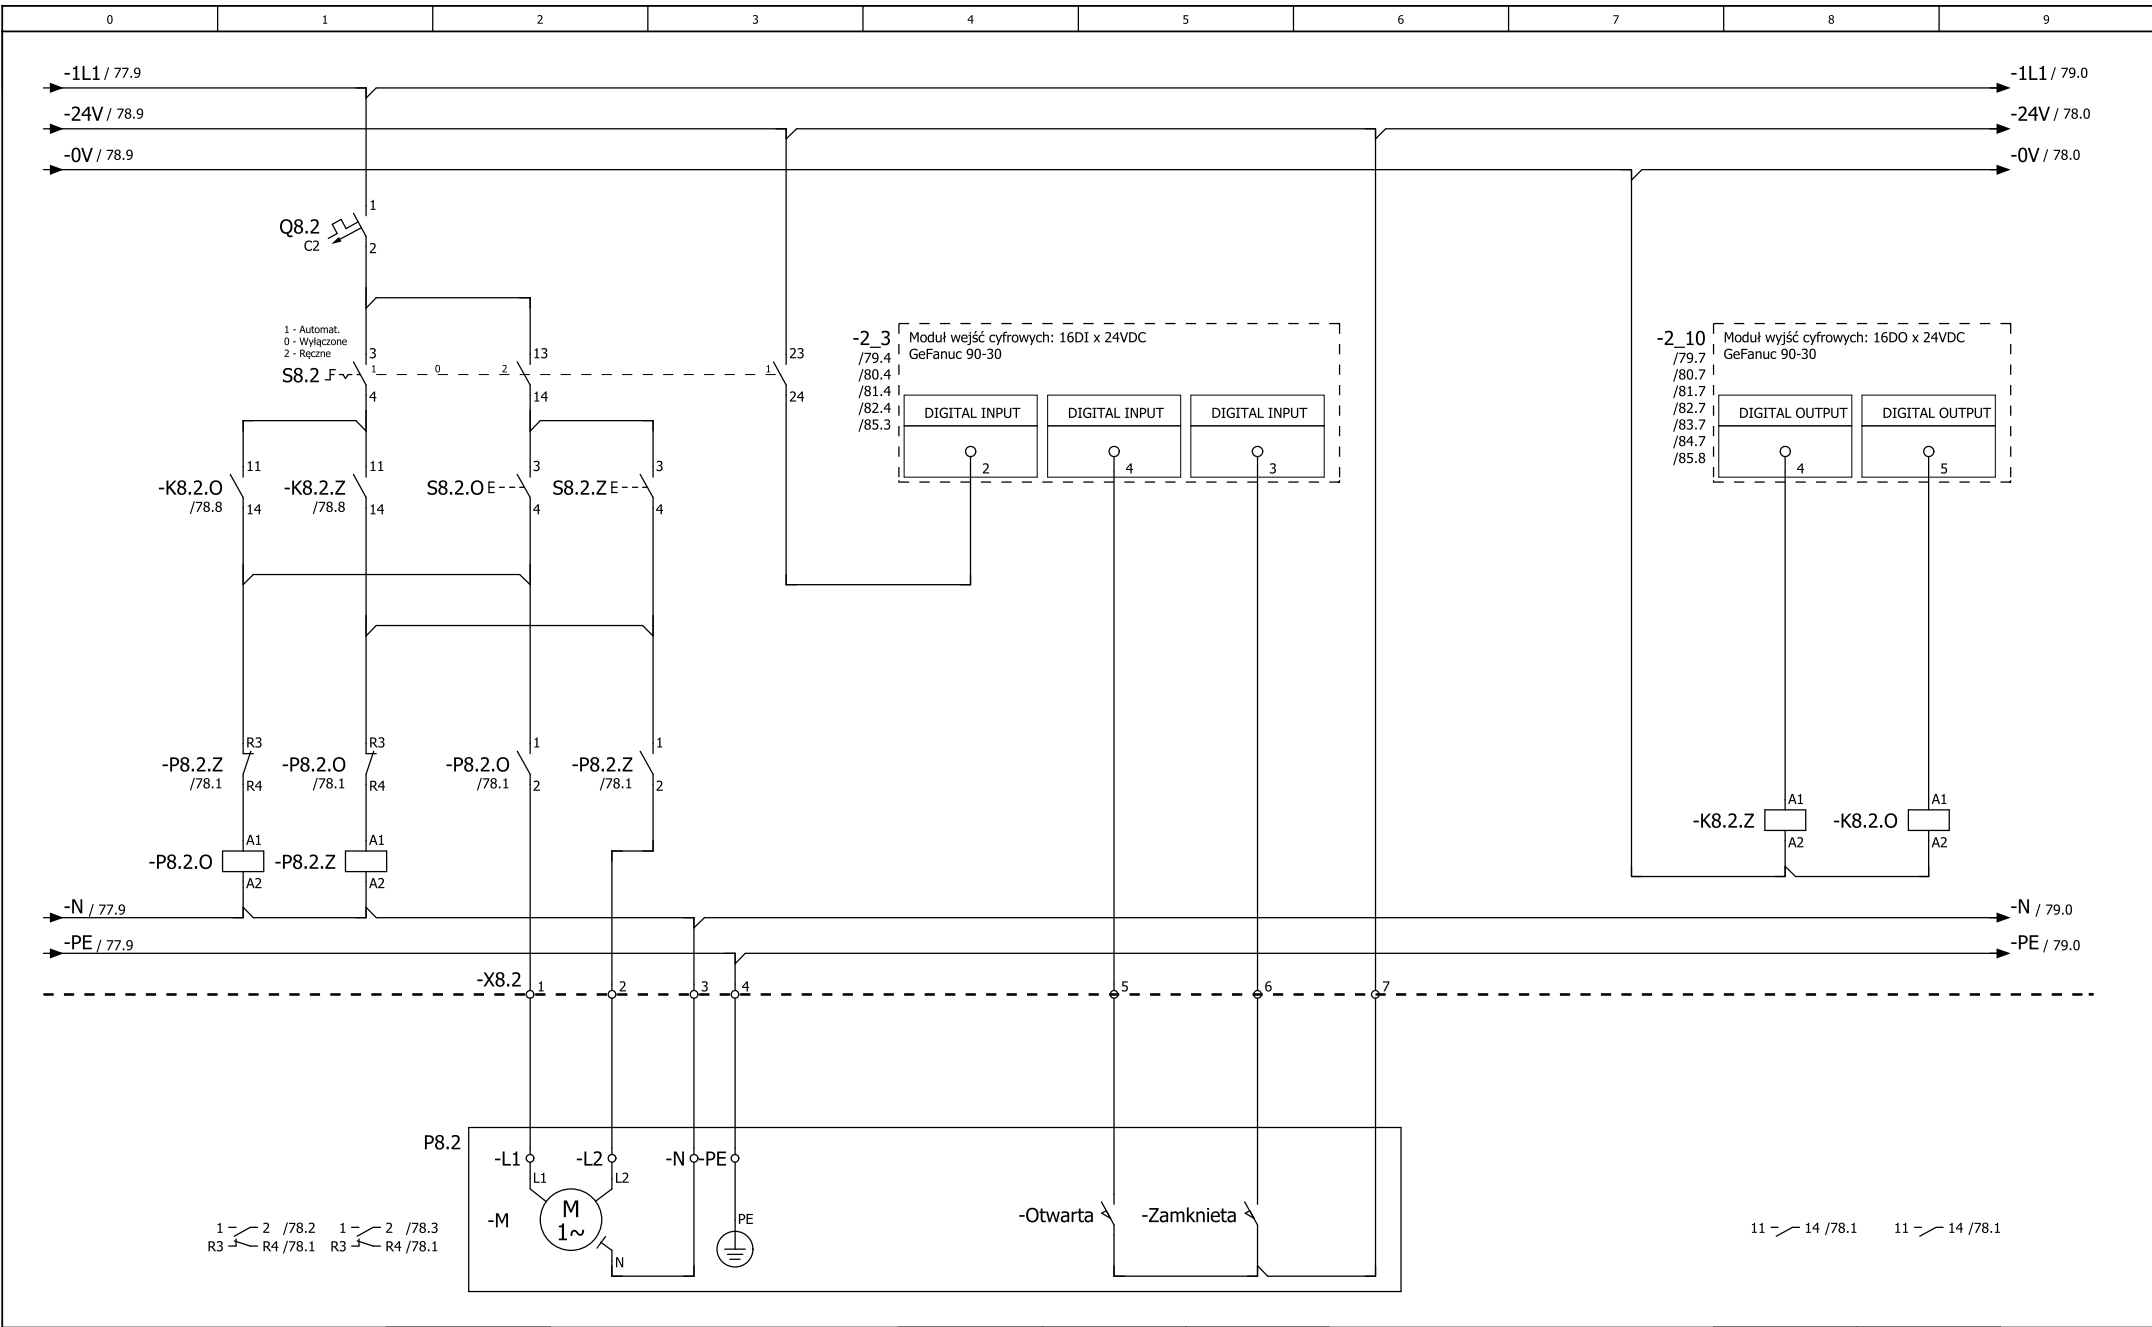 0 1 2 3 4 5 6 7 8 9
-1L1 / 77.9 -1L1 / 79.0
-24V / 78.9 -24V / 78.0
-0V / 78.9 -0V / 78.0
1
Q8.2
C2
2
1 - Automat.
0 - Wyłączone
2 - Ręczne
3 13 23
S8.2 1 0 2 1
4 14 24
-2_3
/79.4
/80.4
/81.4
/82.4
/85.3
Moduł wejść cyfrowych: 16DI x 24VDC
GeFanuc 90-30
DIGITAL INPUT DIGITAL INPUT DIGITAL INPUT
2 4 3
-2_10
/79.7
/80.7
/81.7
/82.7
/83.7
/84.7
/85.8
Moduł wyjść cyfrowych: 16DO x 24VDC
GeFanuc 90-30
DIGITAL OUTPUT DIGITAL OUTPUT
4 5
11 11 3 3
-K8.2.O -K8.2.Z S8.2.O E S8.2.Z E
/78.8 /78.8
14 14 4 4
R3 R3 1 1
-P8.2.Z -P8.2.O -P8.2.O -P8.2.Z
/78.1 /78.1 /78.1 /78.1
R4 R4 2 2
A1 A1
-K8.2.Z -K8.2.O
A2 A2
A1 A1
-P8.2.O -P8.2.Z
A2 A2
-N / 77.9 -N / 79.0
-PE / 77.9 -PE / 79.0
-X8.2 1 2 3 4 5 6 7
P8.2
-L1 -L2 -N -PE
L1 L2
-M M 1~ PE
N
-Otwarta -Zamknieta
1 2 /78.2 1 2 /78.3
R3 R4 /78.1 R3 R4 /78.1
11 14 /78.1 11 14 /78.1